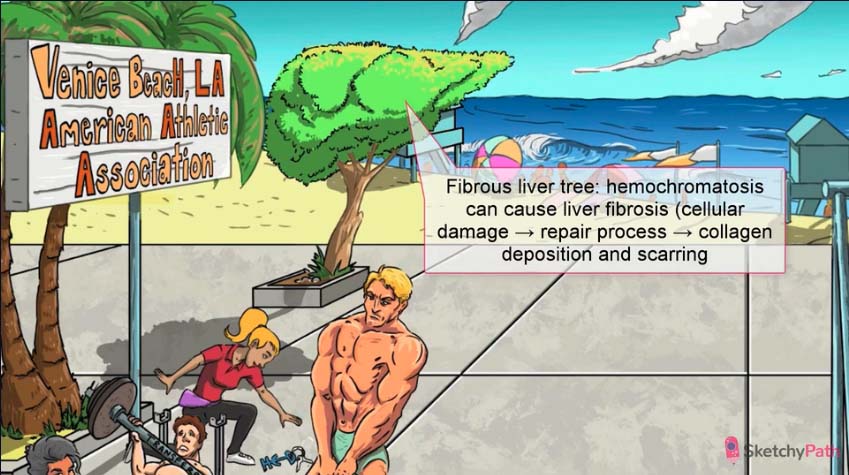 Venice Beach, LA
American Athletic
Association
Fibrous liver tree: hemochromatosis
can cause liver fibrosis (cellular
damage → repair process → collagen
deposition and scarring
SketchyPath